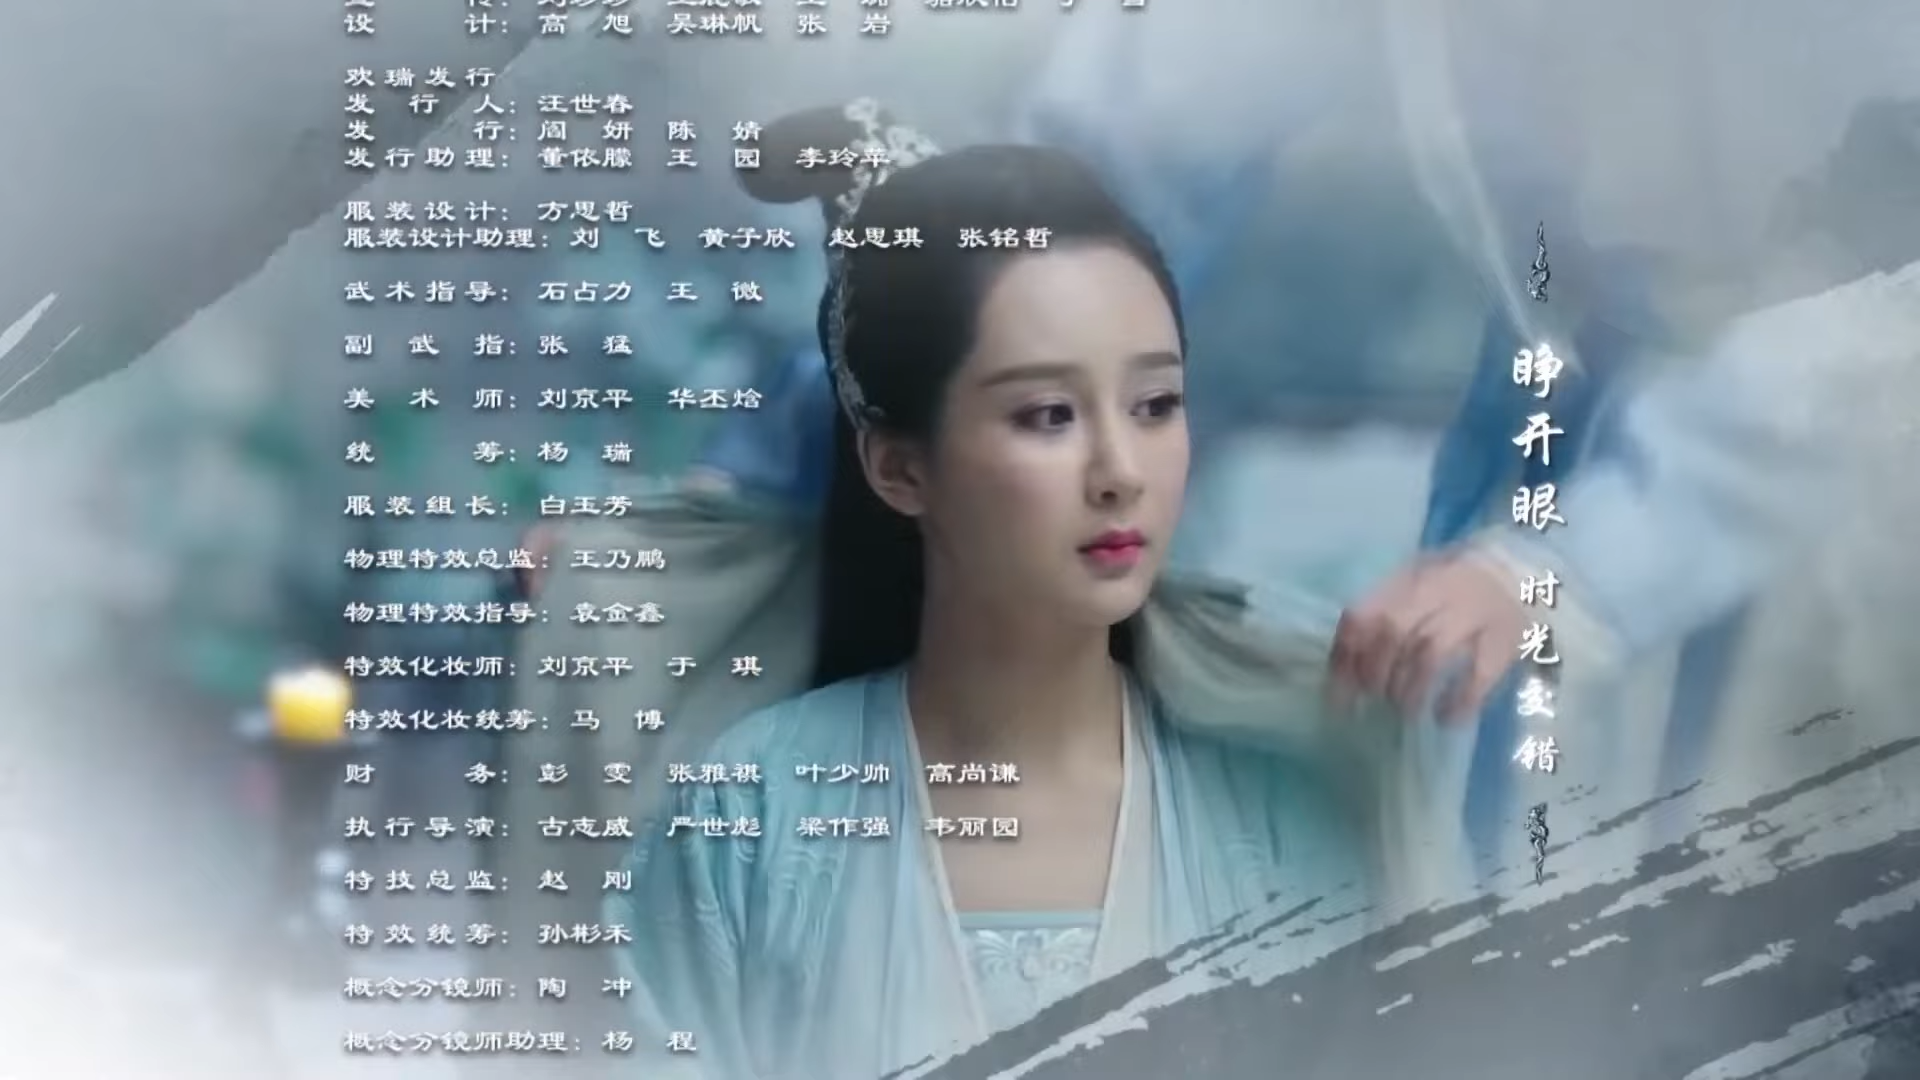 设 计：高 旭 吴琳帆 张 岩
欢瑞发行
发 行 人：汪世春
发 行：阎 妍 陈 婧
发行助理：董依朦 王 园 李玲苹
服装设计：方思哲
服装设计助理：刘 飞 黄子欣 赵思琪 张铭哲
武术指导：石占力 王 微
副 武 指：张 猛
美 术 师：刘京平 华丕焓
统 筹：杨 瑞
服装组长：白玉芳
物理特效总监：王乃鹏
物理特效指导：袁金鑫
特效化妆师：刘京平 于 琪
特效化妆统筹：马 博
财 务：彭 雯 张雅祺 叶少帅 高尚谦
执行导演：古志威 严世彪 梁作强 韦丽园
特技总监：赵 刚
特效统筹：孙彬禾
概念分镜师：陶 冲
概念分镜师助理：杨 程
睁开眼 时光交错